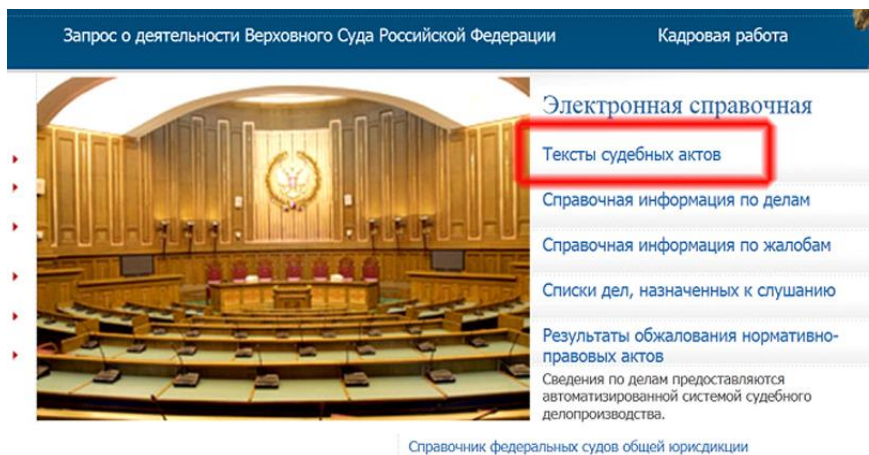 Запрос о деятельности Верховного Суда Российской Федерации
Кадровая работа
Электронная справочная
Тексты судебных актов
Справочная информация по делам
Справочная информация по жалобам
Списки дел, назначенных к слушанию
Результаты обжалования нормативно-
правовых актов
Сведения по делам предоставляются
автоматизированной системой судебного
делопроизводства.
Справочник федеральных судов общей юрисдикции